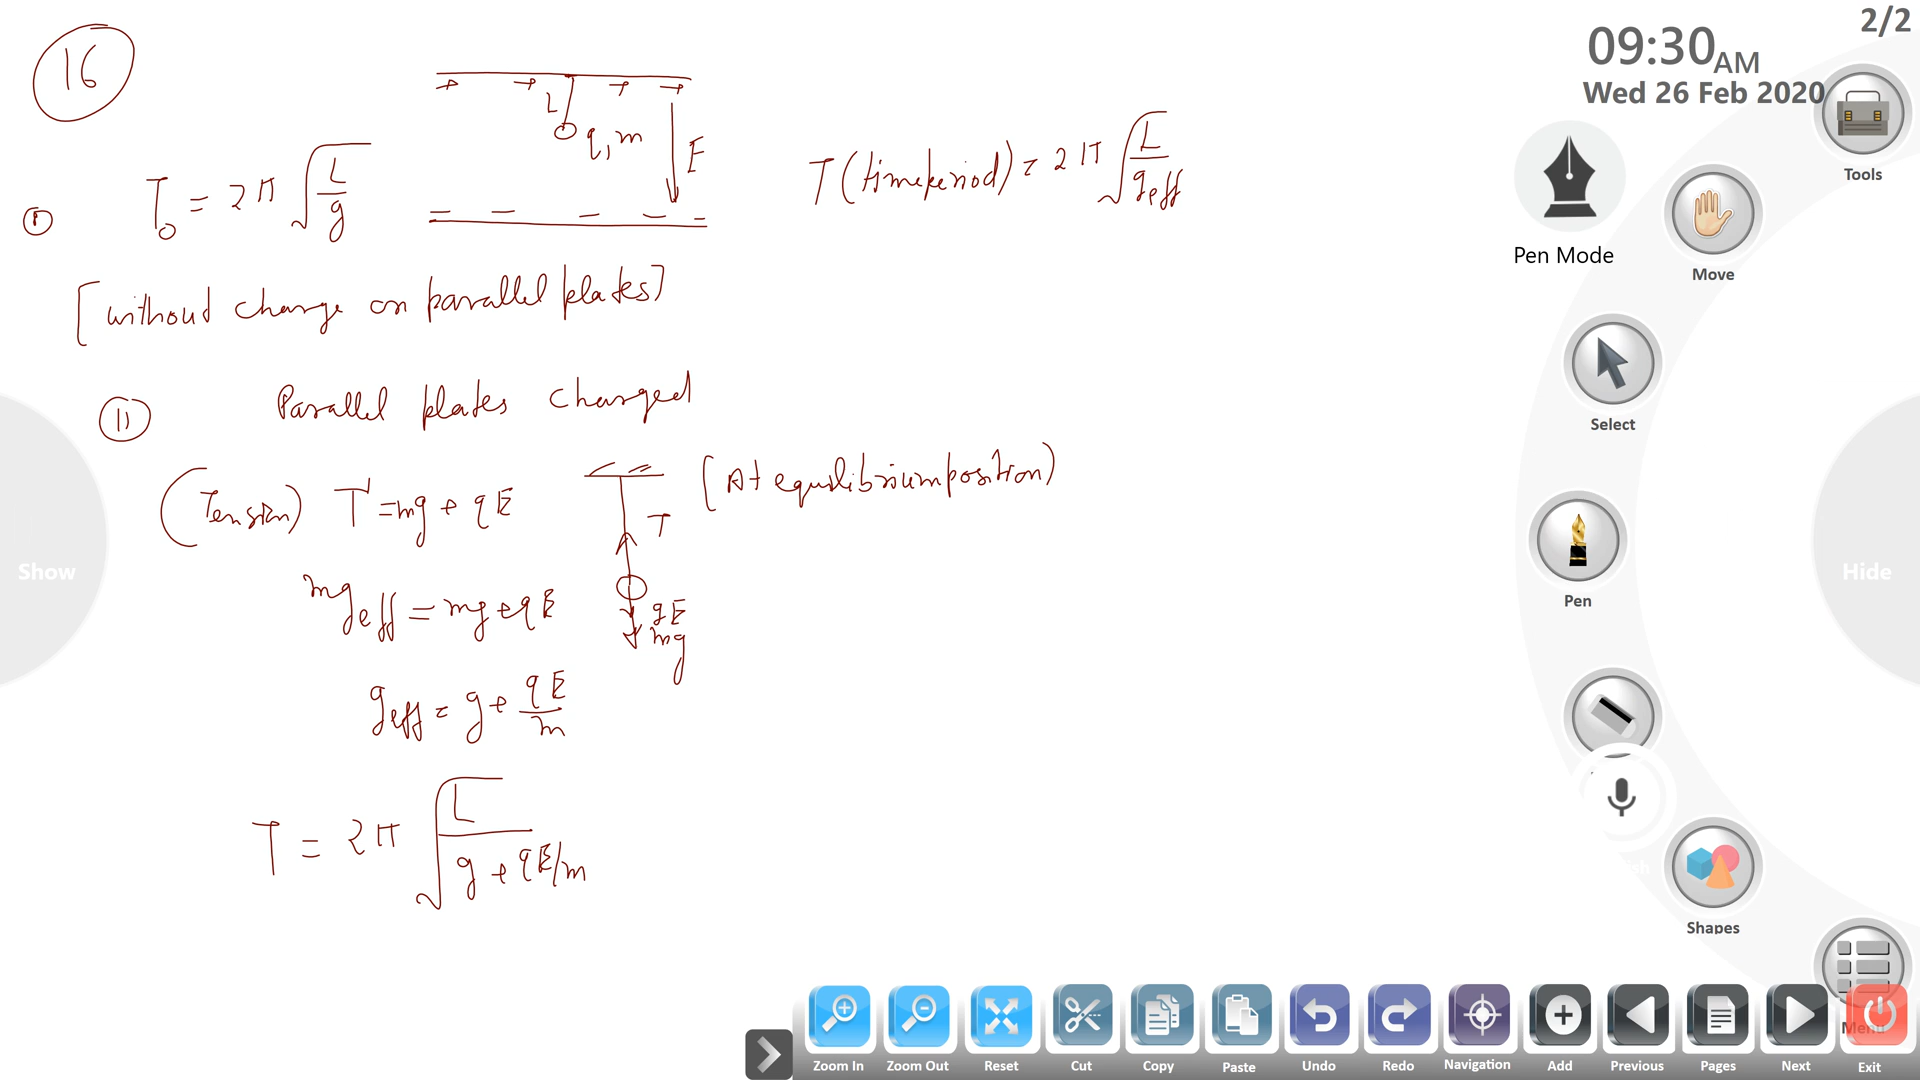 2/2
09:30 AM
Wed 26 Feb 2020
16
L
q, m
E
T₀ = 2π √(L/g)
T (time period) = 2π √(L/g_eff)
I
[without charge on parallel plates]
II Parallel plates charged
(Tension) T' = mg + qE
(At equilibrium position)
T
qE
mg
mg_eff = mg + qE
g_eff = g + qE/m
T = 2π √(L/(g + qE/m))
Tools
Pen Mode
Move
Select
Show
Hide
Pen
Shapes
Menu
Zoom In
Zoom Out
Reset
Cut
Copy
Paste
Undo
Redo
Navigation
Add
Previous
Pages
Next
Exit